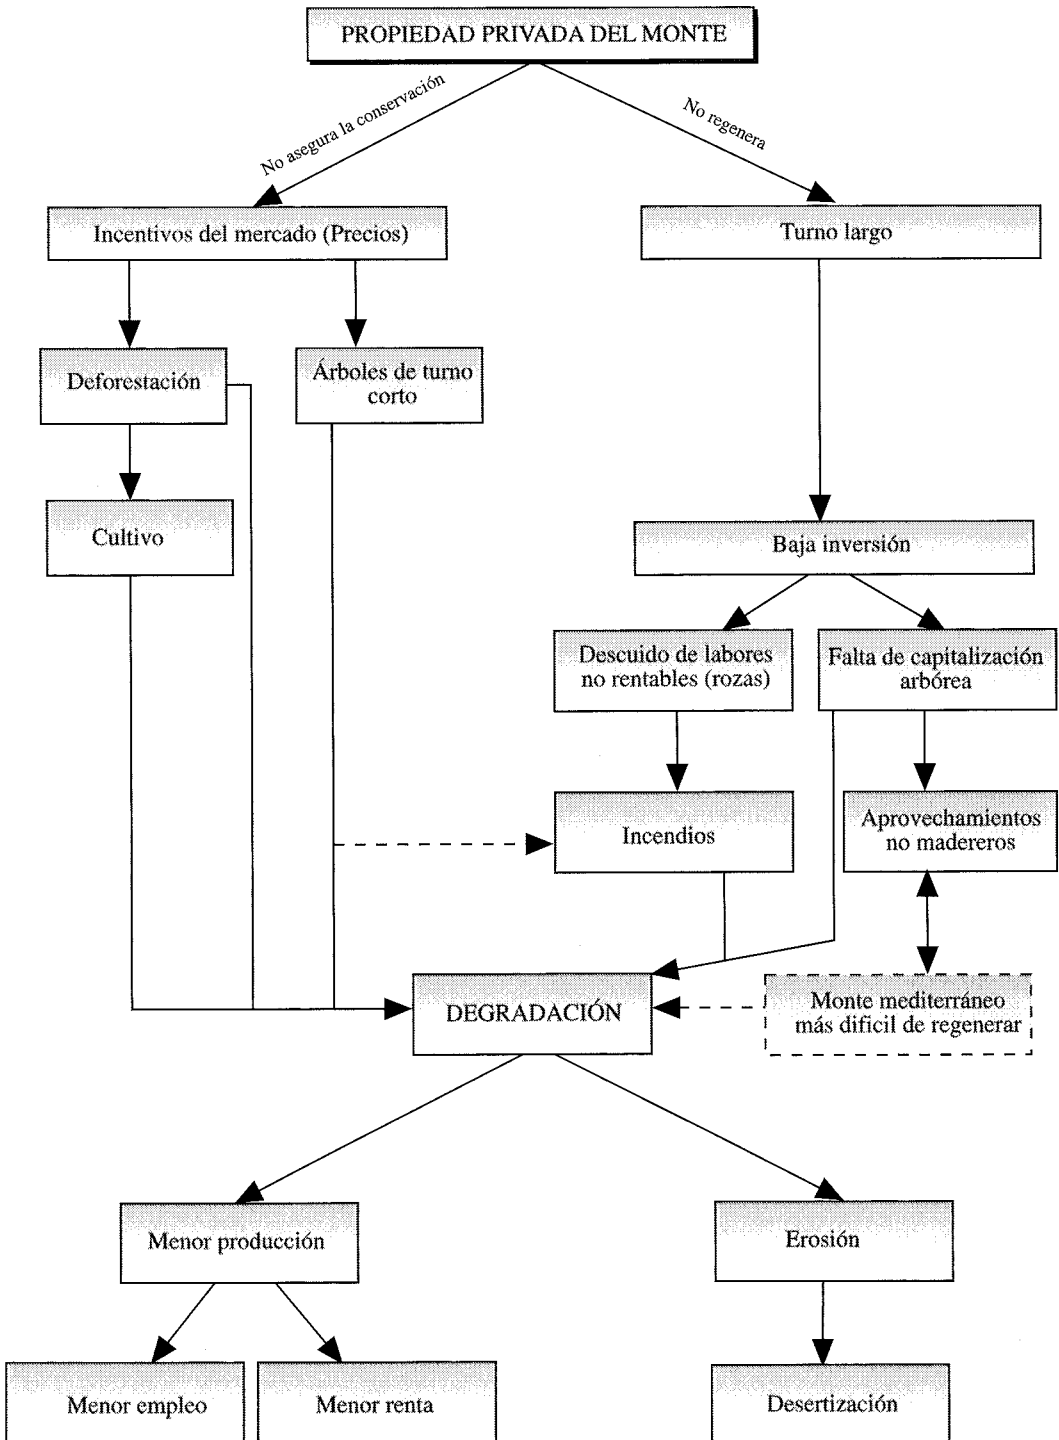 PROPIEDAD PRIVADA DEL MONTE
No asegura la conservación
No regenera
Incentivos del mercado (Precios)
Turno largo
Deforestación
Árboles de turno
corto
Cultivo
Baja inversión
Descuido de labores
no rentables (rozas)
Falta de capitalización
arbórea
Incendios
Aprovechamientos
no madereros
DEGRADACIÓN
Monte mediterráneo
más dificil de regenerar
Menor producción
Erosión
Menor empleo
Menor renta
Desertización